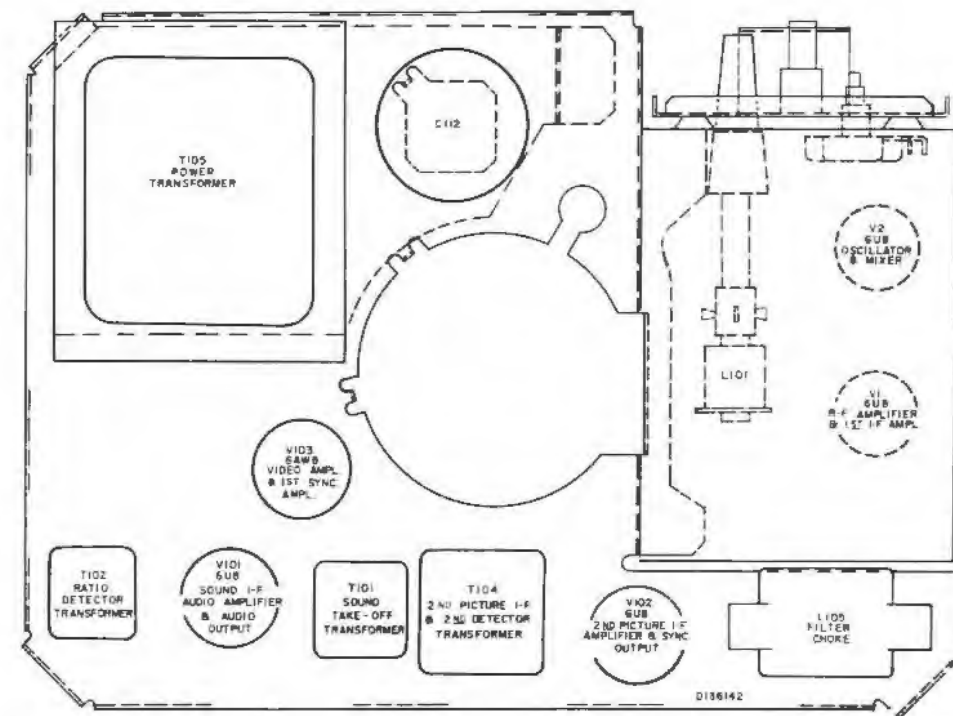 T105
POWER
TRANSFORMER
C112
V2
6U8
OSCILLATOR
& MIXER
L101
V1
6U8
R-F AMPLIFIER
& 1ST I-F AMPL.
V103
6AW8
VIDEO AMPL.
& 1ST SYNC.
AMPL.
T102
RATIO
DETECTOR
TRANSFORMER
V101
6U8
SOUND I-F
AUDIO AMPLIFIER
& AUDIO
OUTPUT
T101
SOUND
TAKE-OFF
TRANSFORMER
T104
2ND PICTURE I-F
& 2ND DETECTOR
TRANSFORMER
V102
6U8
2ND PICTURE I-F
AMPLIFIER & SYNC.
OUTPUT
L105
FILTER
CHOKE
D136142